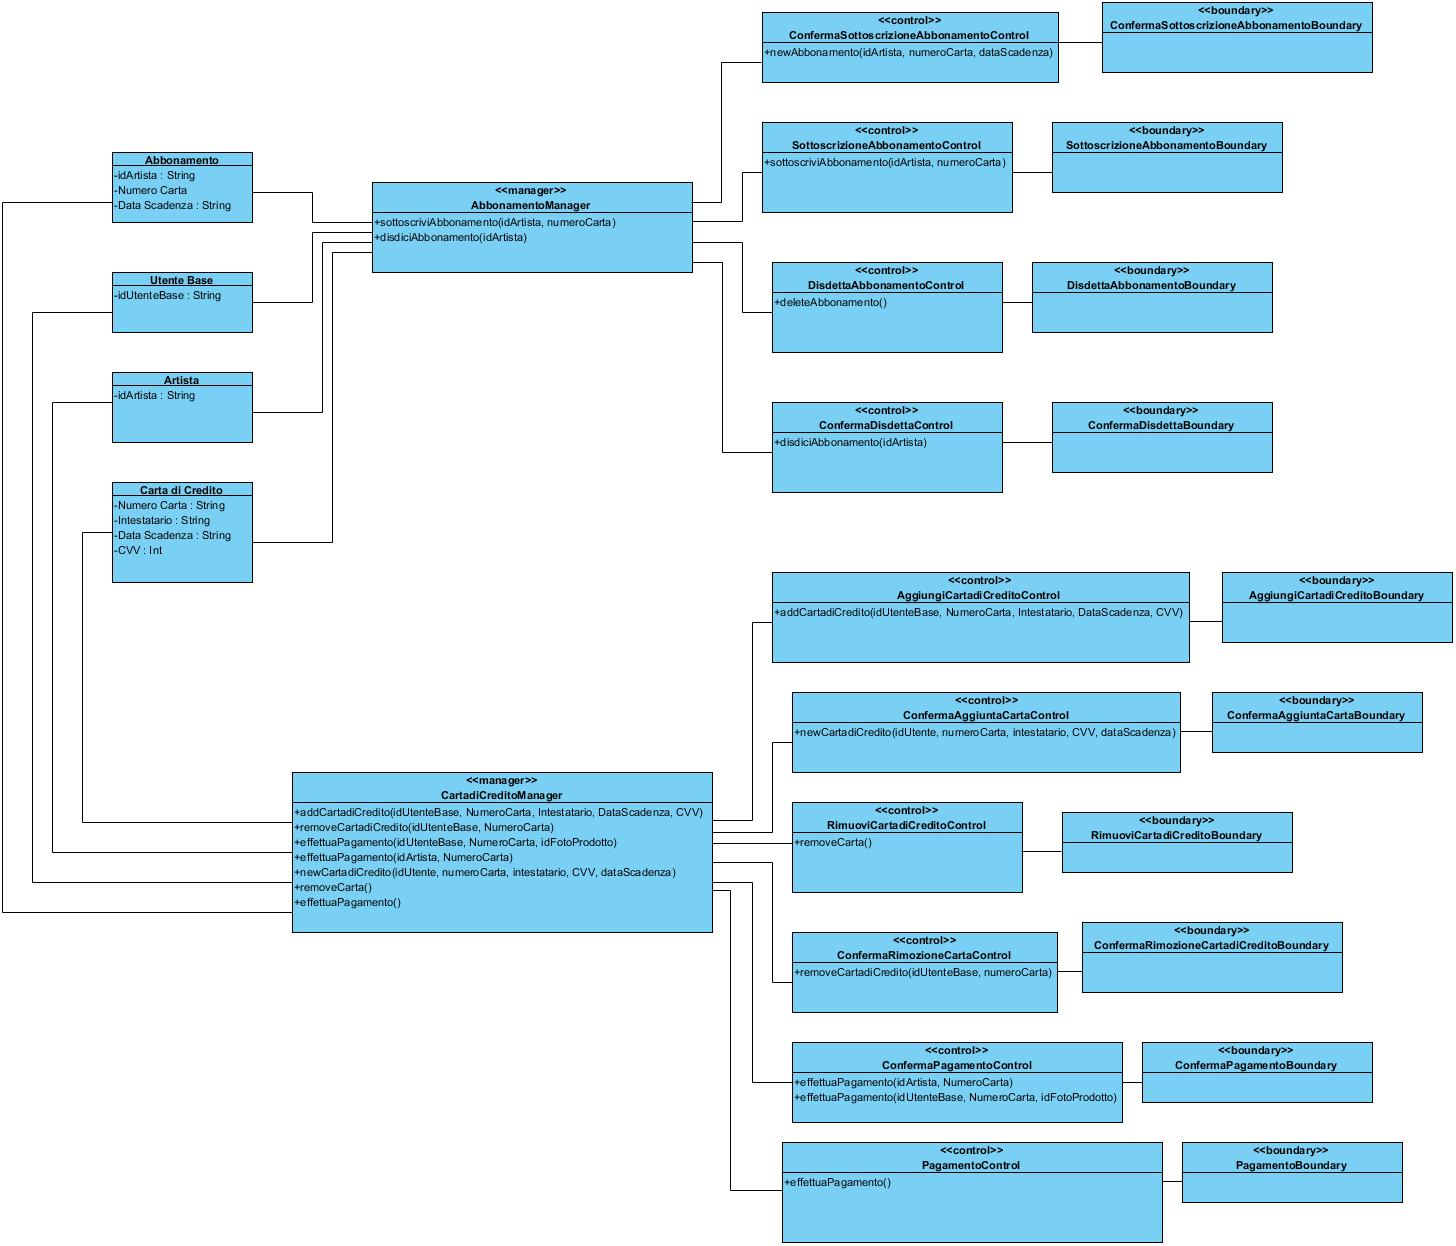 <<control>>
ConfermaSottoscrizioneAbbonamentoControl
+newAbbonamento(idArtista, numeroCarta, dataScadenza)
<<boundary>>
ConfermaSottoscrizioneAbbonamentoBoundary
<<control>>
SottoscrizioneAbbonamentoControl
+sottoscriviAbbonamento(idArtista, numeroCarta)
<<boundary>>
SottoscrizioneAbbonamentoBoundary
Abbonamento
-idArtista : String
-Numero Carta
-Data Scadenza : String
<<manager>>
AbbonamentoManager
+sottoscriviAbbonamento(idArtista, numeroCarta)
+disdiciAbbonamento(idArtista)
Utente Base
-idUtenteBase : String
<<control>>
DisdettaAbbonamentoControl
+deleteAbbonamento()
<<boundary>>
DisdettaAbbonamentoBoundary
Artista
-idArtista : String
<<control>>
ConfermaDisdettaControl
+disdiciAbbonamento(idArtista)
<<boundary>>
ConfermaDisdettaBoundary
Carta di Credito
-Numero Carta : String
-Intestatario : String
-Data Scadenza : String
-CVV : Int
<<control>>
AggiungiCartadiCreditoControl
+addCartadiCredito(idUtenteBase, NumeroCarta, Intestatario, DataScadenza, CVV)
<<boundary>>
AggiungiCartadiCreditoBoundary
<<control>>
ConfermaAggiuntaCartaControl
+newCartadiCredito(idUtente, numeroCarta, intestatario, CVV, dataScadenza)
<<boundary>>
ConfermaAggiuntaCartaBoundary
<<manager>>
CartadiCreditoManager
+addCartadiCredito(idUtenteBase, NumeroCarta, Intestatario, DataScadenza, CVV)
+removeCartadiCredito(idUtenteBase, NumeroCarta)
+effettuaPagamento(idUtenteBase, NumeroCarta, idFotoProdotto)
+effettuaPagamento(idArtista, NumeroCarta)
+newCartadiCredito(idUtente, numeroCarta, intestatario, CVV, dataScadenza)
+removeCarta()
+effettuaPagamento()
<<control>>
RimuoviCartadiCreditoControl
+removeCarta()
<<boundary>>
RimuoviCartadiCreditoBoundary
<<control>>
ConfermaRimozioneCartaControl
+removeCartadiCredito(idUtenteBase, numeroCarta)
<<boundary>>
ConfermaRimozioneCartadiCreditoBoundary
<<control>>
ConfermaPagamentoControl
+effettuaPagamento(idArtista, NumeroCarta)
+effettuaPagamento(idUtenteBase, NumeroCarta, idFotoProdotto)
<<boundary>>
ConfermaPagamentoBoundary
<<control>>
PagamentoControl
+effettuaPagamento()
<<boundary>>
PagamentoBoundary